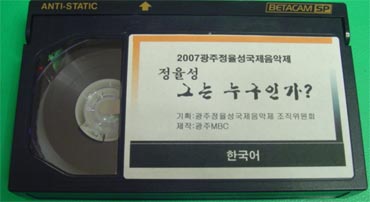 ANTI-STATIC
BETACAM SP
2007광주정율성국제음악제
정율성
그는 누구인가?
기획:광주정율성국제음악제 조직위원회
제작:광주MBC
한국어